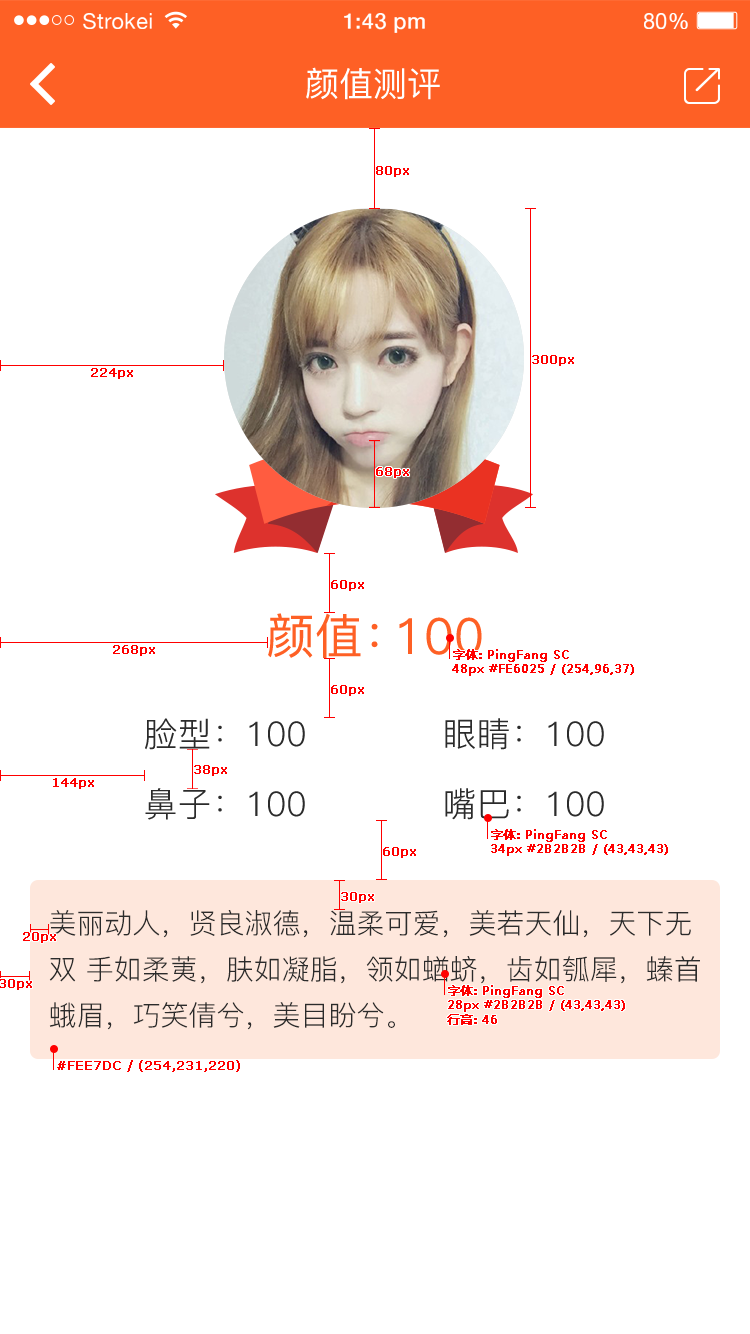 Strokei 1:43 pm 80%
颜值测评
80px
224px
300px
68px
60px
颜值：100
268px
字体: PingFang SC
48px #FE6025 / (254,96,37)
60px
脸型：100 眼睛：100
144px
38px
鼻子：100 嘴巴：100
字体: PingFang SC
34px #2B2B2B / (43,43,43)
60px
30px
美丽动人，贤良淑德，温柔可爱，美若天仙，天下无
20px
双 手如柔荑，肤如凝脂，领如蝤蛴，齿如瓠犀，螓首
30px
字体: PingFang SC
28px #2B2B2B / (43,43,43)
行高: 46
蛾眉，巧笑倩兮，美目盼兮。
#FEE7DC / (254,231,220)